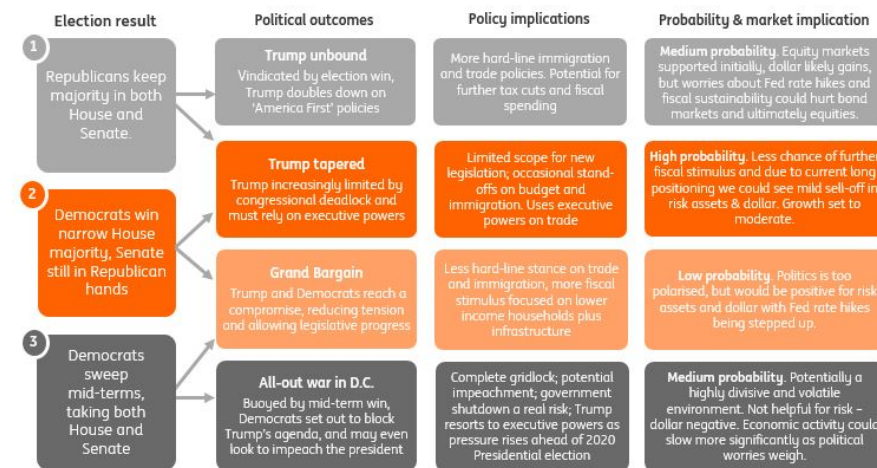 Election result
Political outcomes
Policy implications
Probability & market implication
1
Republicans keep
majority in both
House and
Senate.
Trump unbound
Vindicated by election win,
Trump doubles down on
'America First' policies
More hard-line immigration
and trade policies. Potential for
further tax cuts and fiscal
spending
Medium probability. Equity markets
supported initially, dollar likely gains,
but worries about Fed rate hikes and
fiscal sustainability could hurt bond
markets and ultimately equities.
2
Democrats win
narrow House
majority, Senate
still in Republican
hands
Trump tapered
Trump increasingly limited by
congressional deadlock and
must rely on executive powers
Limited scope for new
legislation; occasional stand-
offs on budget and
immigration. Uses executive
powers on trade
High probability. Less chance of further
fiscal stimulus and due to current long
positioning we could see mild sell-off in
risk assets & dollar. Growth set to
moderate.
Grand Bargain
Trump and Democrats reach a
compromise, reducing tension
and allowing legislative progress
Less hard-line stance on trade
and immigration, more fiscal
stimulus focused on lower
income households plus
infrastructure
Low probability. Politics is too
polarised, but would be positive for risk
assets and dollar with Fed rate hikes
being stepped up.
3
Democrats
sweep
mid-terms,
taking both
House and
Senate
All-out war in D.C.
Buoyed by mid-term win,
Democrats set out to block
Trump's agenda, and may even
look to impeach the president
Complete gridlock; potential
impeachment; government
shutdown a real risk; Trump
resorts to executive powers as
pressure rises ahead of 2020
Presidential election
Medium probability. Potentially a
highly divisive and volatile
environment. Not helpful for risk –
dollar negative. Economic activity could
slow more significantly as political
worries weigh.